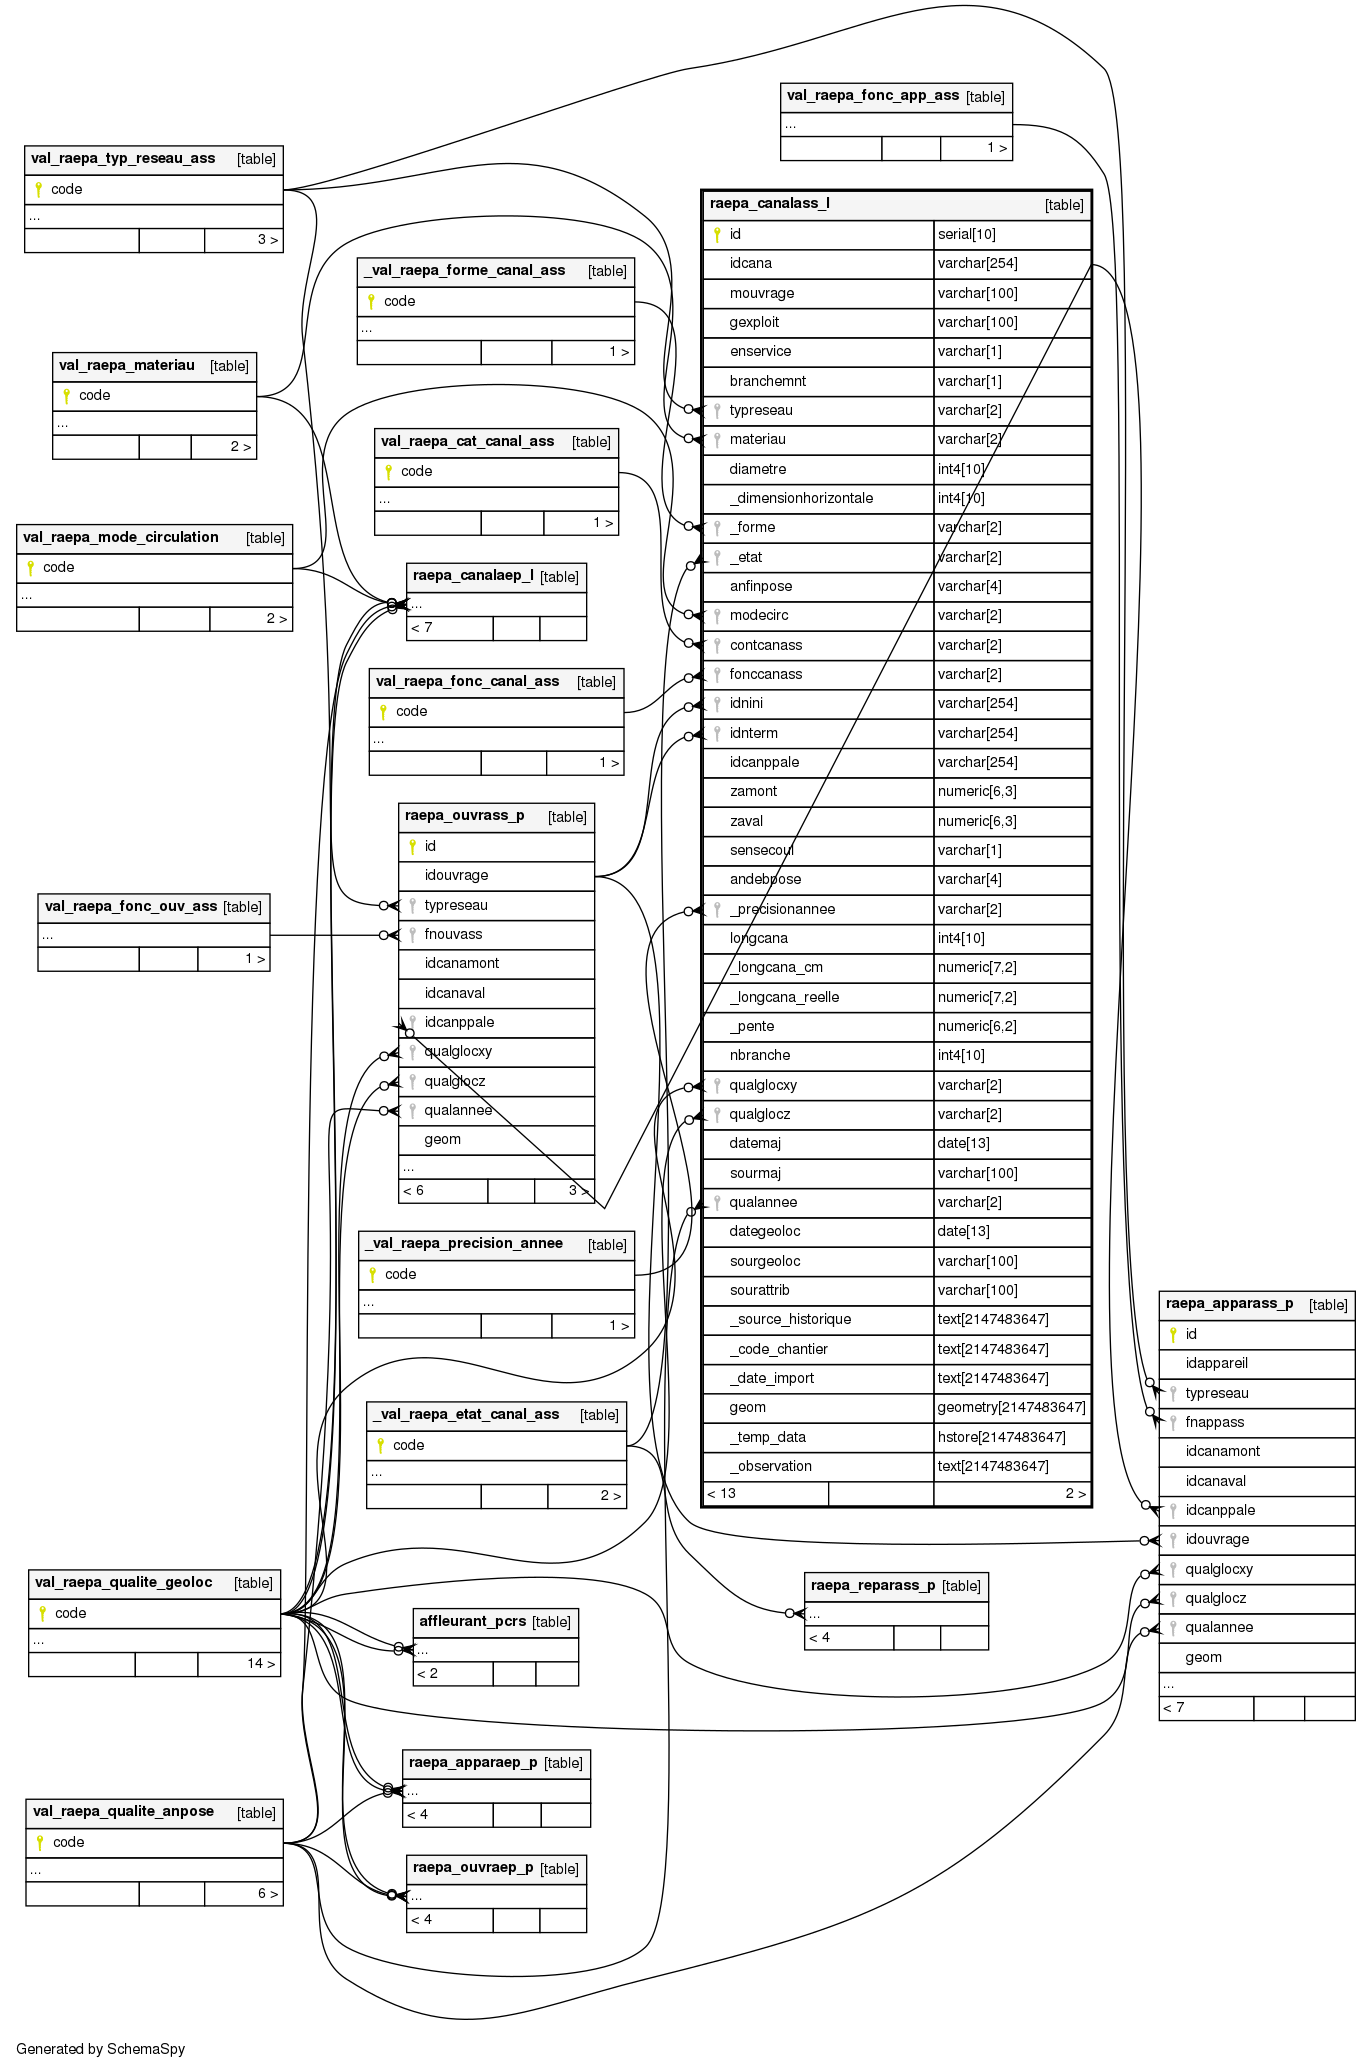 val_raepa_fonc_app_ass [table]
...
1 >
val_raepa_typ_reseau_ass [table]
code
...
3 >
_val_raepa_forme_canal_ass [table]
code
...
1 >
val_raepa_materiau [table]
code
...
2 >
val_raepa_cat_canal_ass [table]
code
...
1 >
val_raepa_mode_circulation [table]
code
...
2 >
raepa_canalaep_l [table]
...
< 7
val_raepa_fonc_canal_ass [table]
code
...
1 >
raepa_ouvrass_p [table]
id
idouvrage
typreseau
fnouvass
idcanamont
idcanaval
idcanppale
qualglocxy
qualglocz
qualannee
geom
...
< 6 3 >
val_raepa_fonc_ouv_ass [table]
...
1 >
_val_raepa_precision_annee [table]
code
...
1 >
_val_raepa_etat_canal_ass [table]
code
...
2 >
val_raepa_qualite_geoloc [table]
code
...
14 >
affleurant_pcrs [table]
...
< 2
raepa_apparaep_p [table]
...
< 4
val_raepa_qualite_anpose [table]
code
...
6 >
raepa_ouvraep_p [table]
...
< 4
raepa_canalass_l [table]
id serial[10]
idcana varchar[254]
mouvrage varchar[100]
gexploit varchar[100]
enservice varchar[1]
branchemnt varchar[1]
typreseau varchar[2]
materiau varchar[2]
diametre int4[10]
_dimensionhorizontale int4[10]
_forme varchar[2]
_etat varchar[2]
anfinpose varchar[4]
modecirc varchar[2]
contcanass varchar[2]
fonccanass varchar[2]
idnini varchar[254]
idnterm varchar[254]
idcanppale varchar[254]
zamont numeric[6,3]
zaval numeric[6,3]
sensecoul varchar[1]
andebpose varchar[4]
_precisionannee varchar[2]
longcana int4[10]
_longcana_cm numeric[7,2]
_longcana_reelle numeric[7,2]
_pente numeric[6,2]
nbranche int4[10]
qualglocxy varchar[2]
qualglocz varchar[2]
datemaj date[13]
sourmaj varchar[100]
qualannee varchar[2]
dategeoloc date[13]
sourgeoloc varchar[100]
sourattrib varchar[100]
_source_historique text[2147483647]
_code_chantier text[2147483647]
_date_import text[2147483647]
geom geometry[2147483647]
_temp_data hstore[2147483647]
_observation text[2147483647]
< 13 2 >
raepa_reparass_p [table]
...
< 4
raepa_apparass_p [table]
id
idappareil
typreseau
fnappass
idcanamont
idcanaval
idcanppale
idouvrage
qualglocxy
qualglocz
qualannee
geom
...
< 7
Generated by SchemaSpy